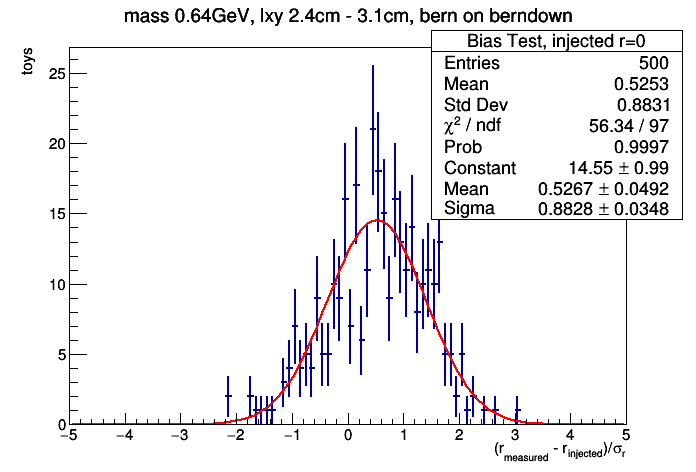 mass 0.64GeV, lxy 2.4cm - 3.1cm, bern on berndown
toys
Bias Test, injected r=0
Entries 500
Mean 0.5253
Std Dev 0.8831
χ² / ndf 56.34 / 97
Prob 0.9997
Constant 14.55 ± 0.99
Mean 0.5267 ± 0.0492
Sigma 0.8828 ± 0.0348
25
20
15
10
5
0
−5 −4 −3 −2 −1 0 1 2 3 4 5
(r_measured - r_injected)/σ_r